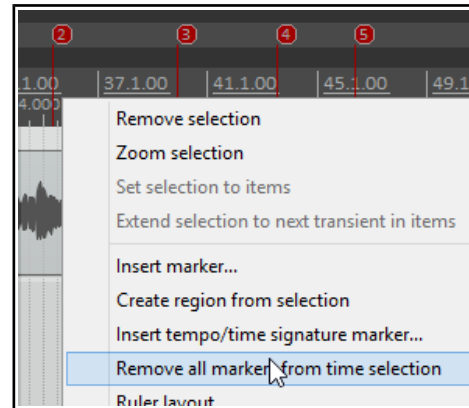 2 3 4 5
1.00 37.1.00 41.1.00 45.1.00 49.1
4.000
Remove selection
Zoom selection
Set selection to items
Extend selection to next transient in items
Insert marker...
Create region from selection
Insert tempo/time signature marker...
Remove all markers from time selection
Ruler layout